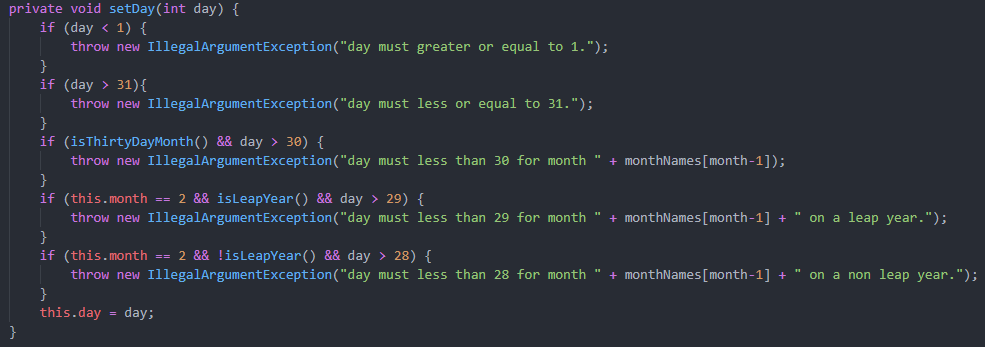 private void setDay(int day) {
    if (day < 1) {
        throw new IllegalArgumentException("day must greater or equal to 1.");
    }
    if (day > 31){
        throw new IllegalArgumentException("day must less or equal to 31.");
    }
    if (isThirtyDayMonth() && day > 30) {
        throw new IllegalArgumentException("day must less than 30 for month " + monthNames[month-1]);
    }
    if (this.month == 2 && isLeapYear() && day > 29) {
        throw new IllegalArgumentException("day must less than 29 for month " + monthNames[month-1] + " on a leap year.");
    }
    if (this.month == 2 && !isLeapYear() && day > 28) {
        throw new IllegalArgumentException("day must less than 28 for month " + monthNames[month-1] + " on a non leap year.");
    }
    this.day = day;
}